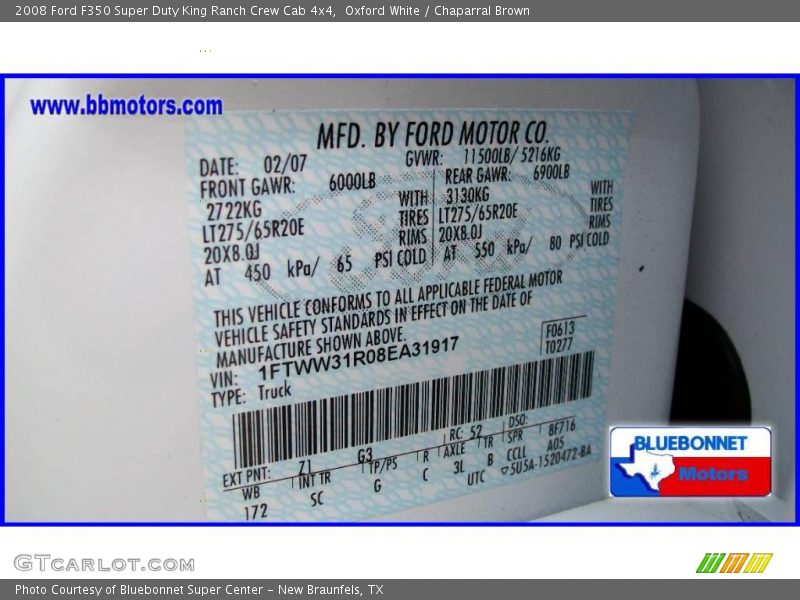 2008 Ford F350 Super Duty King Ranch Crew Cab 4x4, Oxford White / Chaparral Brown
www.bbmotors.com
MFD. BY FORD MOTOR CO.
DATE: 02/07 GVWR: 11500LB/ 5216KG
FRONT GAWR: 6000LB REAR GAWR: 6900LB
2722KG WITH 3130KG WITH
LT275/65R20E TIRES LT275/65R20E TIRES
20X8.0J RIMS 20X8.0J RIMS
AT 450 kPa/ 65 PSI COLD AT 550 kPa/ 80 PSI COLD
THIS VEHICLE CONFORMS TO ALL APPLICABLE FEDERAL MOTOR
VEHICLE SAFETY STANDARDS IN EFFECT ON THE DATE OF
MANUFACTURE SHOWN ABOVE.
F0613
T0277
VIN: 1FTWW31R08EA31917
TYPE: Truck
EXT PNT: Z1 G3 RC: 52 DSO:
WB INT TR TP/PS R AXLE TR SPR 8F716
172 SC G C 3L B CCLL A05
UTC 5U5A-1520472-BA
BLUEBONNET
Motors
GTCARLOT.COM
Photo Courtesy of Bluebonnet Super Center - New Braunfels, TX